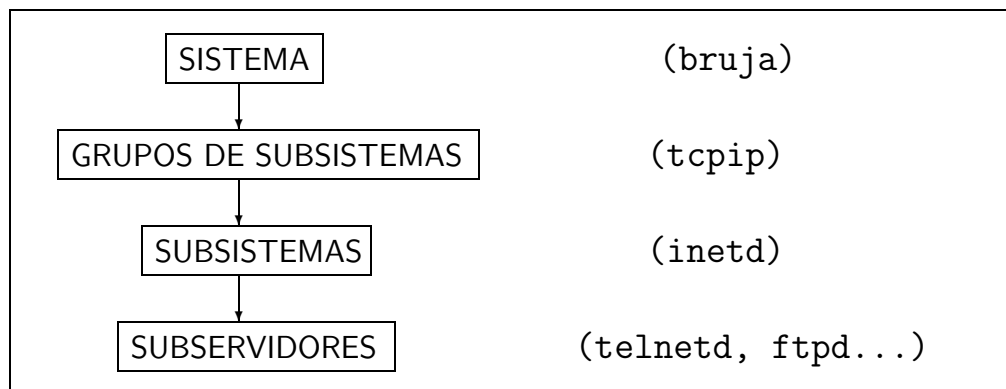 SISTEMA (bruja)
GRUPOS DE SUBSISTEMAS (tcpip)
SUBSISTEMAS (inetd)
SUBSERVIDORES (telnetd, ftpd...)